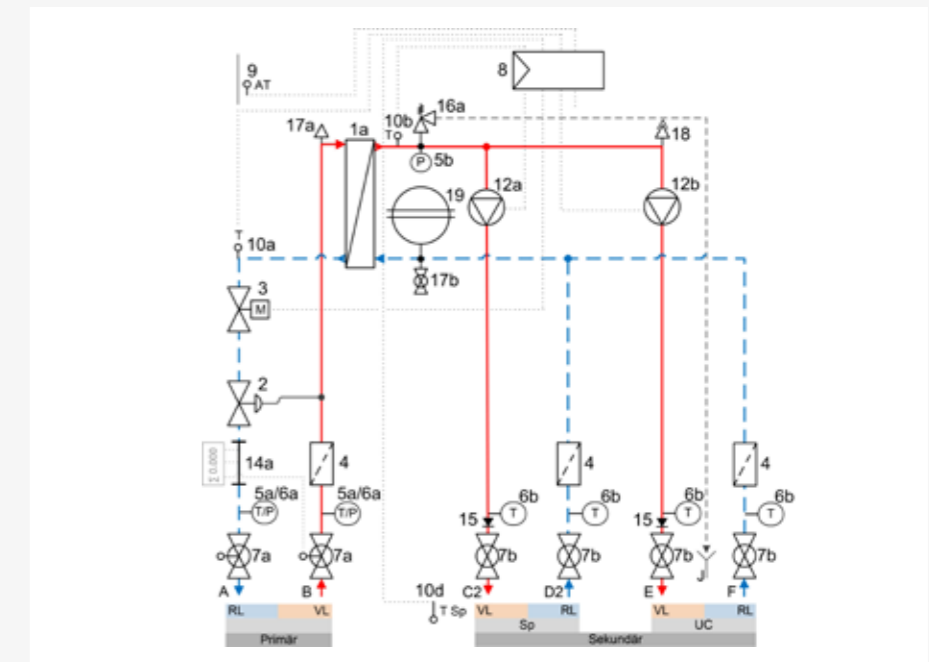 9
AT
8
16a
17a
1a
10b
T
P
5b
18
12a
12b
19
T
10a
17b
3
M
2
Σ 0.000
14a
4
4
4
5a/6a
T/P
5a/6a
T/P
6b
T
6b
T
6b
T
6b
T
15
15
7a
7a
7b
7b
7b
7b
J
A
B
10d
T Sp
C2
D2
E
F
RL VL
VL RL
VL RL
Sp
UC
Primär
Sekundär